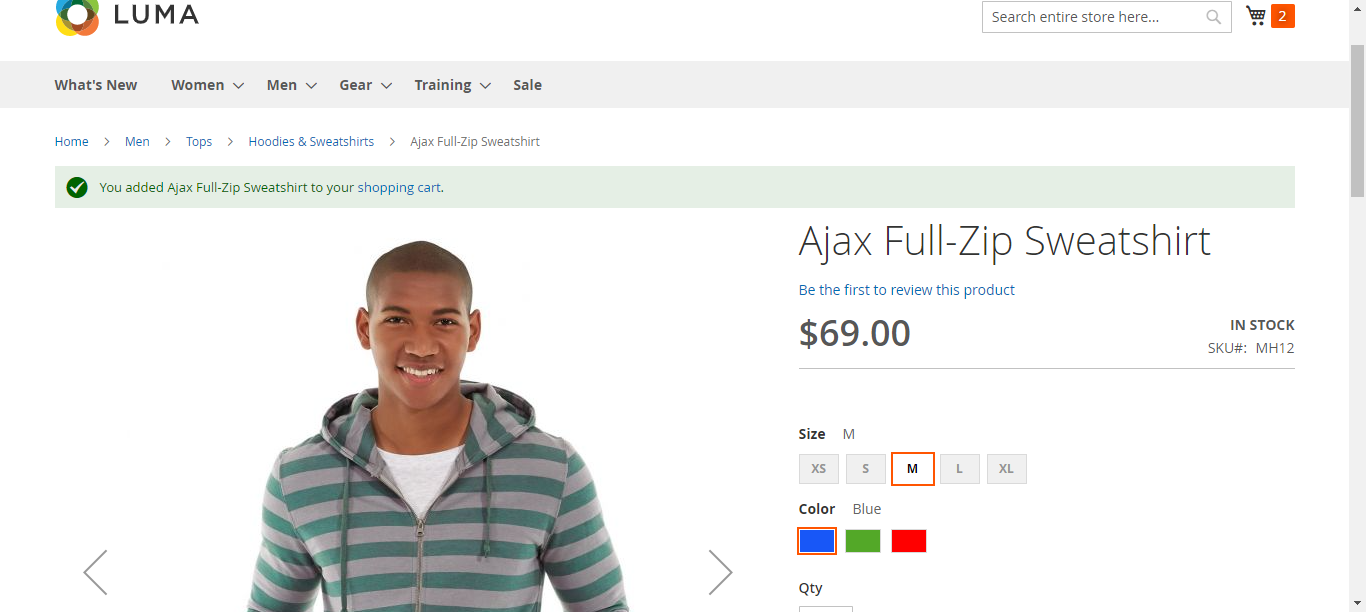 LUMA
Search entire store here...
2
What's New Women Men Gear Training Sale
Home > Men > Tops > Hoodies & Sweatshirts > Ajax Full-Zip Sweatshirt
You added Ajax Full-Zip Sweatshirt to your shopping cart.
Ajax Full-Zip Sweatshirt
Be the first to review this product
$69.00
IN STOCK
SKU#: MH12
Size M
XS S M L XL
Color Blue
Qty